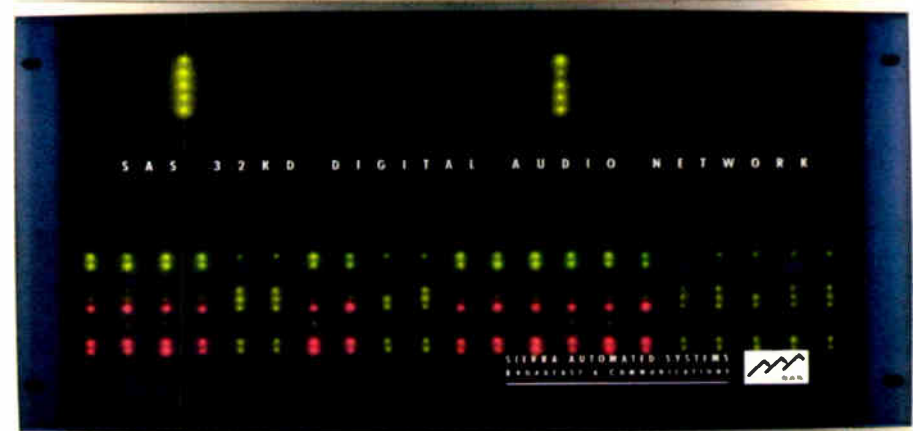 SAS 32KD DIGITAL AUDIO NETWORK
SIERRA AUTOMATED SYSTEMS
BROADCAST & COMMUNICATIONS
SAS